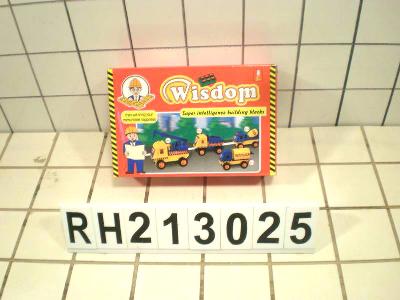 Wisdom
Super intelligence building blocks
RH213025